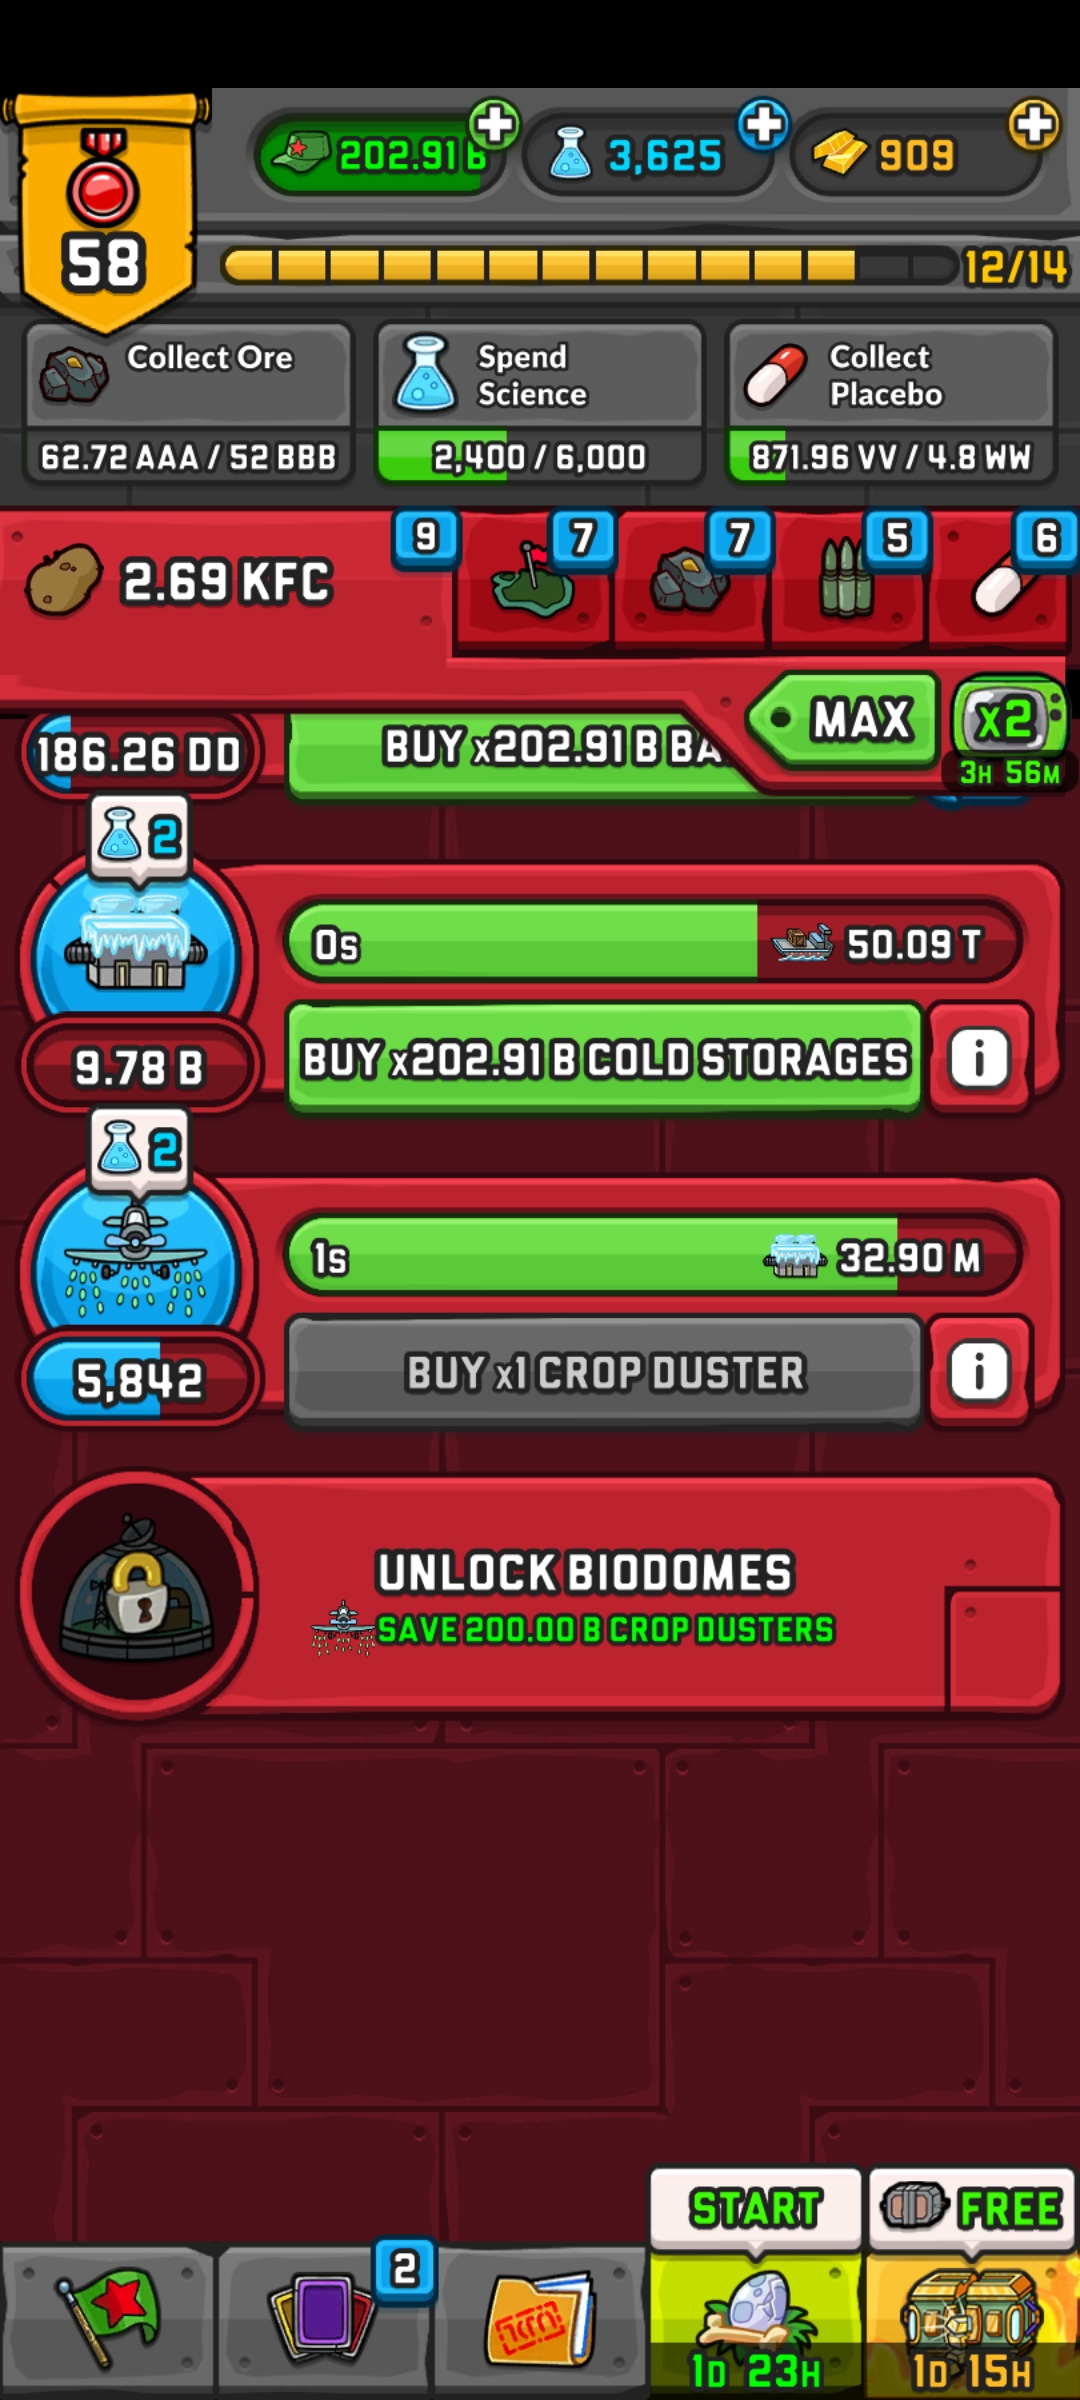 58
202.91 B
3,625
909
12/14
Collect Ore
62.72 AAA / 52 BBB
Spend
Science
2,400 / 6,000
Collect
Placebo
871.96 VV / 4.8 WW
2.69 KFC
9
7
7
5
6
MAX
x2
3H 56M
186.26 DD
BUY x202.91 B BA
2
0s
50.09 T
9.78 B
BUY x202.91 B COLD STORAGES
i
2
1s
32.90 M
5,842
BUY x1 CROP DUSTER
i
UNLOCK BIODOMES
SAVE 200.00 B CROP DUSTERS
START
FREE
2
1D 23H
1D 15H